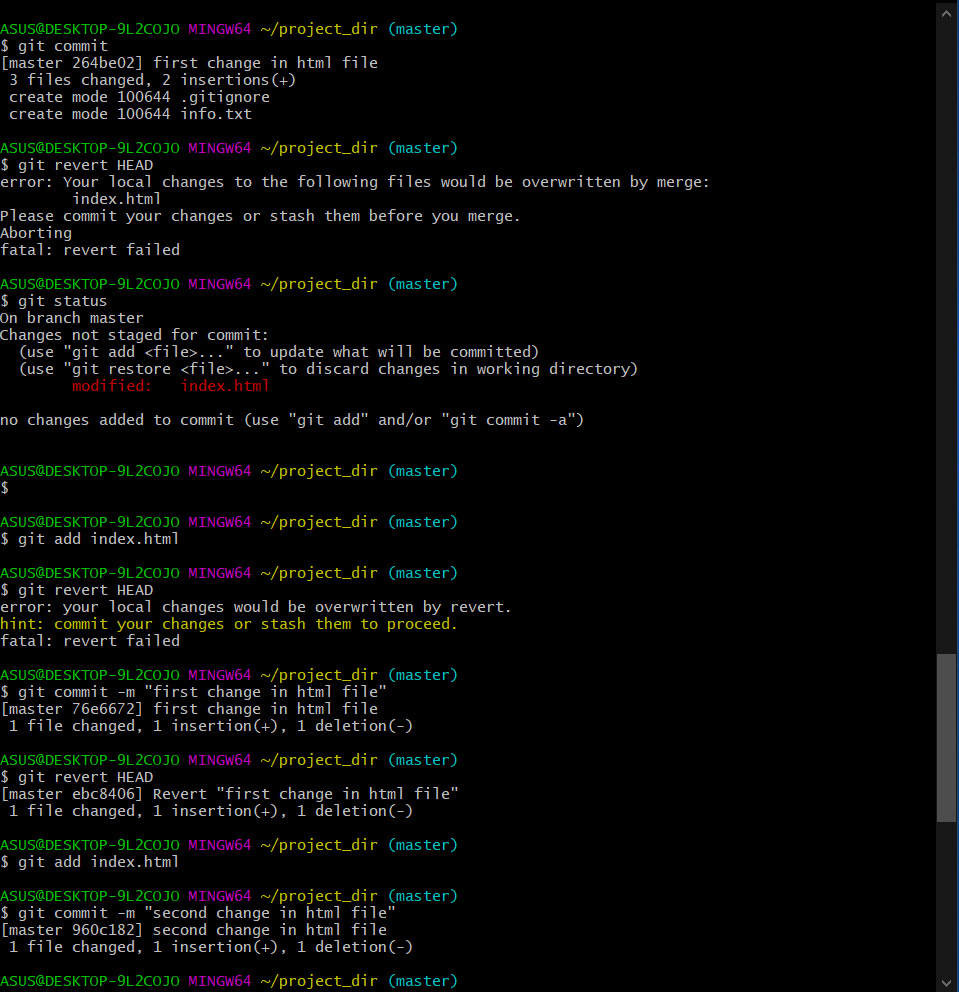 ASUS@DESKTOP-9L2COJO MINGW64 ~/project_dir (master)
$ git commit
[master 264be02] first change in html file
 3 files changed, 2 insertions(+)
 create mode 100644 .gitignore
 create mode 100644 info.txt

ASUS@DESKTOP-9L2COJO MINGW64 ~/project_dir (master)
$ git revert HEAD
error: Your local changes to the following files would be overwritten by merge:
        index.html
Please commit your changes or stash them before you merge.
Aborting
fatal: revert failed

ASUS@DESKTOP-9L2COJO MINGW64 ~/project_dir (master)
$ git status
On branch master
Changes not staged for commit:
  (use "git add <file>..." to update what will be committed)
  (use "git restore <file>..." to discard changes in working directory)
        modified:   index.html

no changes added to commit (use "git add" and/or "git commit -a")


ASUS@DESKTOP-9L2COJO MINGW64 ~/project_dir (master)
$

ASUS@DESKTOP-9L2COJO MINGW64 ~/project_dir (master)
$ git add index.html

ASUS@DESKTOP-9L2COJO MINGW64 ~/project_dir (master)
$ git revert HEAD
error: your local changes would be overwritten by revert.
hint: commit your changes or stash them to proceed.
fatal: revert failed

ASUS@DESKTOP-9L2COJO MINGW64 ~/project_dir (master)
$ git commit -m "first change in html file"
[master 76e6672] first change in html file
 1 file changed, 1 insertion(+), 1 deletion(-)

ASUS@DESKTOP-9L2COJO MINGW64 ~/project_dir (master)
$ git revert HEAD
[master ebc8406] Revert "first change in html file"
 1 file changed, 1 insertion(+), 1 deletion(-)

ASUS@DESKTOP-9L2COJO MINGW64 ~/project_dir (master)
$ git add index.html

ASUS@DESKTOP-9L2COJO MINGW64 ~/project_dir (master)
$ git commit -m "second change in html file"
[master 960c182] second change in html file
 1 file changed, 1 insertion(+), 1 deletion(-)

ASUS@DESKTOP-9L2COJO MINGW64 ~/project_dir (master)